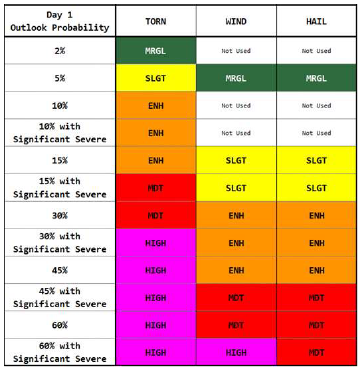 Day 1
Outlook Probability TORN WIND HAIL
2% MRGL Not Used Not Used
5% SLGT MRGL MRGL
10% ENH Not Used Not Used
10% with
Significant Severe ENH Not Used Not Used
15% ENH SLGT SLGT
15% with
Significant Severe MDT SLGT SLGT
30% MDT ENH ENH
30% with
Significant Severe HIGH ENH ENH
45% HIGH ENH ENH
45% with
Significant Severe HIGH MDT MDT
60% HIGH MDT MDT
60% with
Significant Severe HIGH HIGH MDT